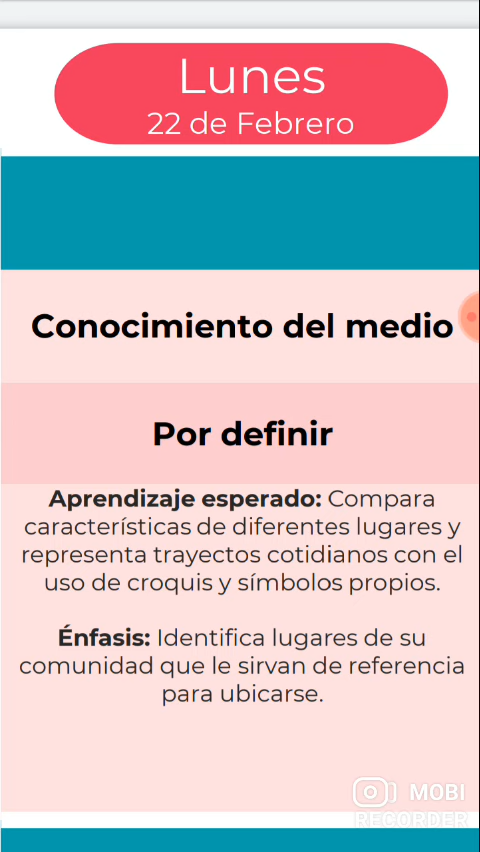 Lunes
22 de Febrero
Conocimiento del medio
Por definir
Aprendizaje esperado: Compara
características de diferentes lugares y
representa trayectos cotidianos con el
uso de croquis y símbolos propios.
Énfasis: Identifica lugares de su
comunidad que le sirvan de referencia
para ubicarse.
MOBI
RECORDER